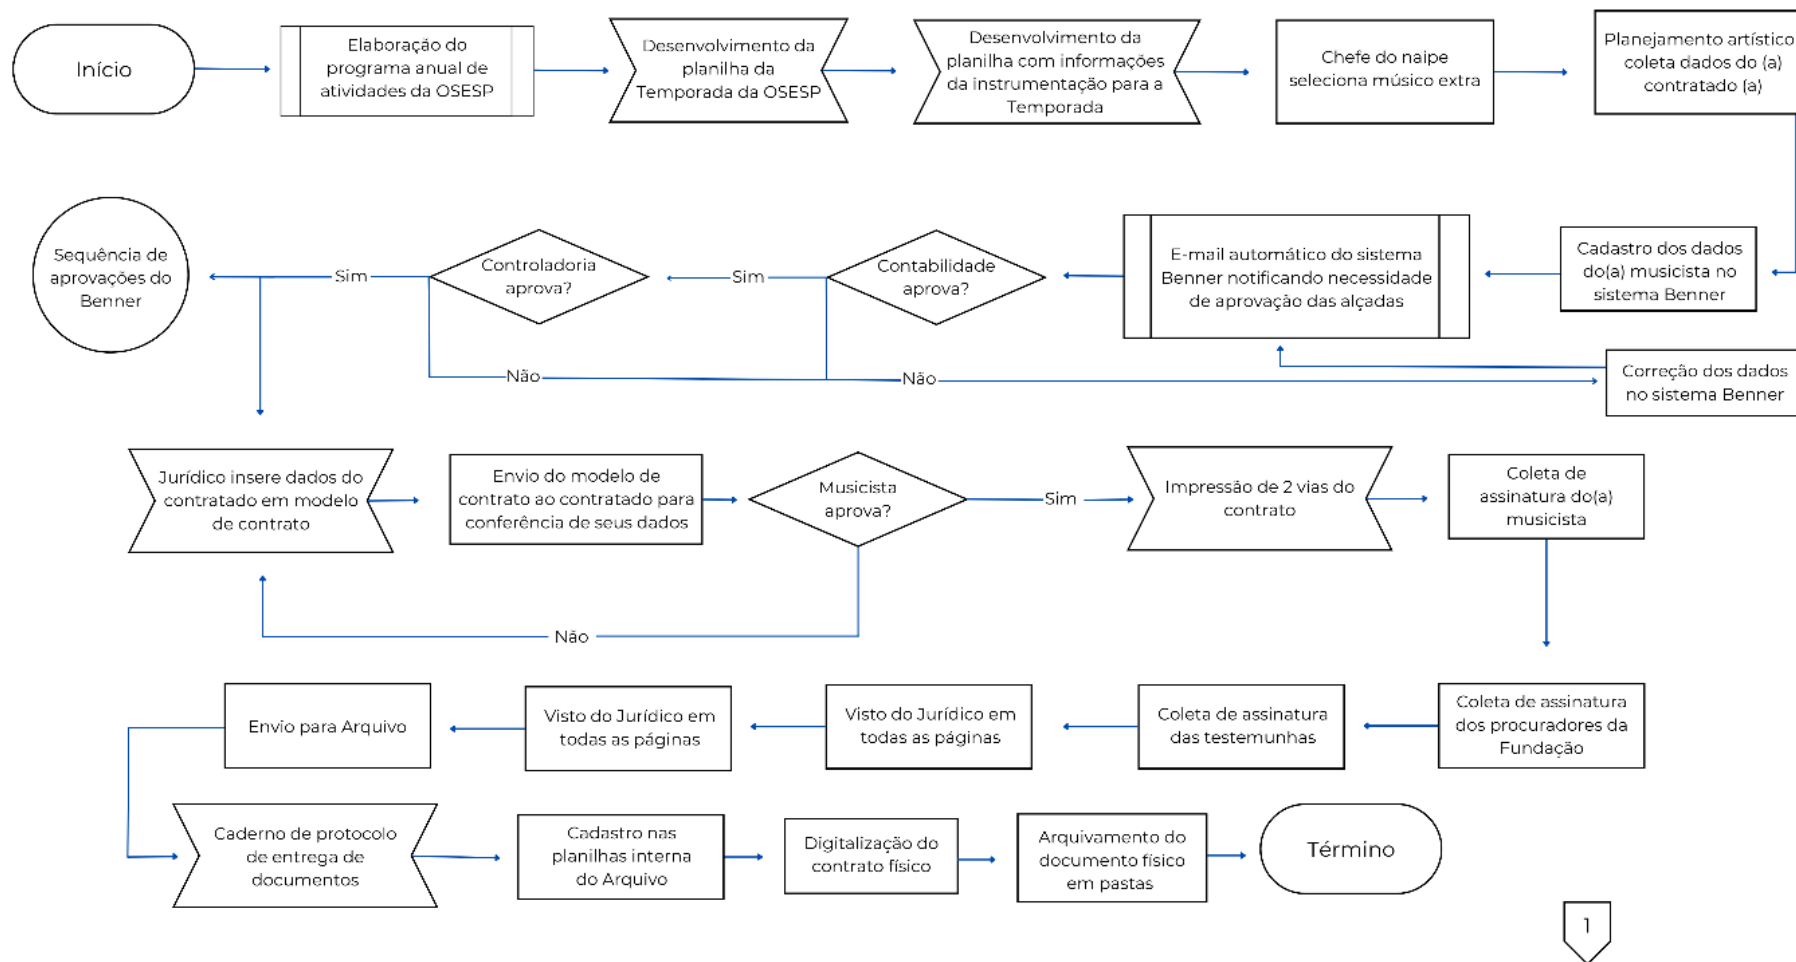 Início
Elaboração do
programa anual de
atividades da OSESP
Desenvolvimento da
planilha da
Temporada da OSESP
Desenvolvimento da
planilha com informações
da instrumentação para a
Temporada
Chefe do naipe
seleciona músico extra
Planejamento artístico
coleta dados do (a)
contratado (a)
Sequência de
aprovações do
Benner
Sim
Controladoria
aprova?
Sim
Contabilidade
aprova?
E-mail automático do sistema
Benner notificando necessidade
de aprovação das alçadas
Cadastro dos dados
do(a) musicista no
sistema Benner
Não
Não
Correção dos dados
no sistema Benner
Jurídico insere dados do
contratado em modelo
de contrato
Envio do modelo de
contrato ao contratado para
conferência de seus dados
Musicista
aprova?
Sim
Impressão de 2 vias do
contrato
Coleta de
assinatura do(a)
musicista
Não
Envio para Arquivo
Visto do Jurídico em
todas as páginas
Visto do Jurídico em
todas as páginas
Coleta de assinatura
das testemunhas
Coleta de assinatura
dos procuradores da
Fundação
Caderno de protocolo
de entrega de
documentos
Cadastro nas
planilhas interna
do Arquivo
Digitalização do
contrato físico
Arquivamento do
documento físico
em pastas
Término
1